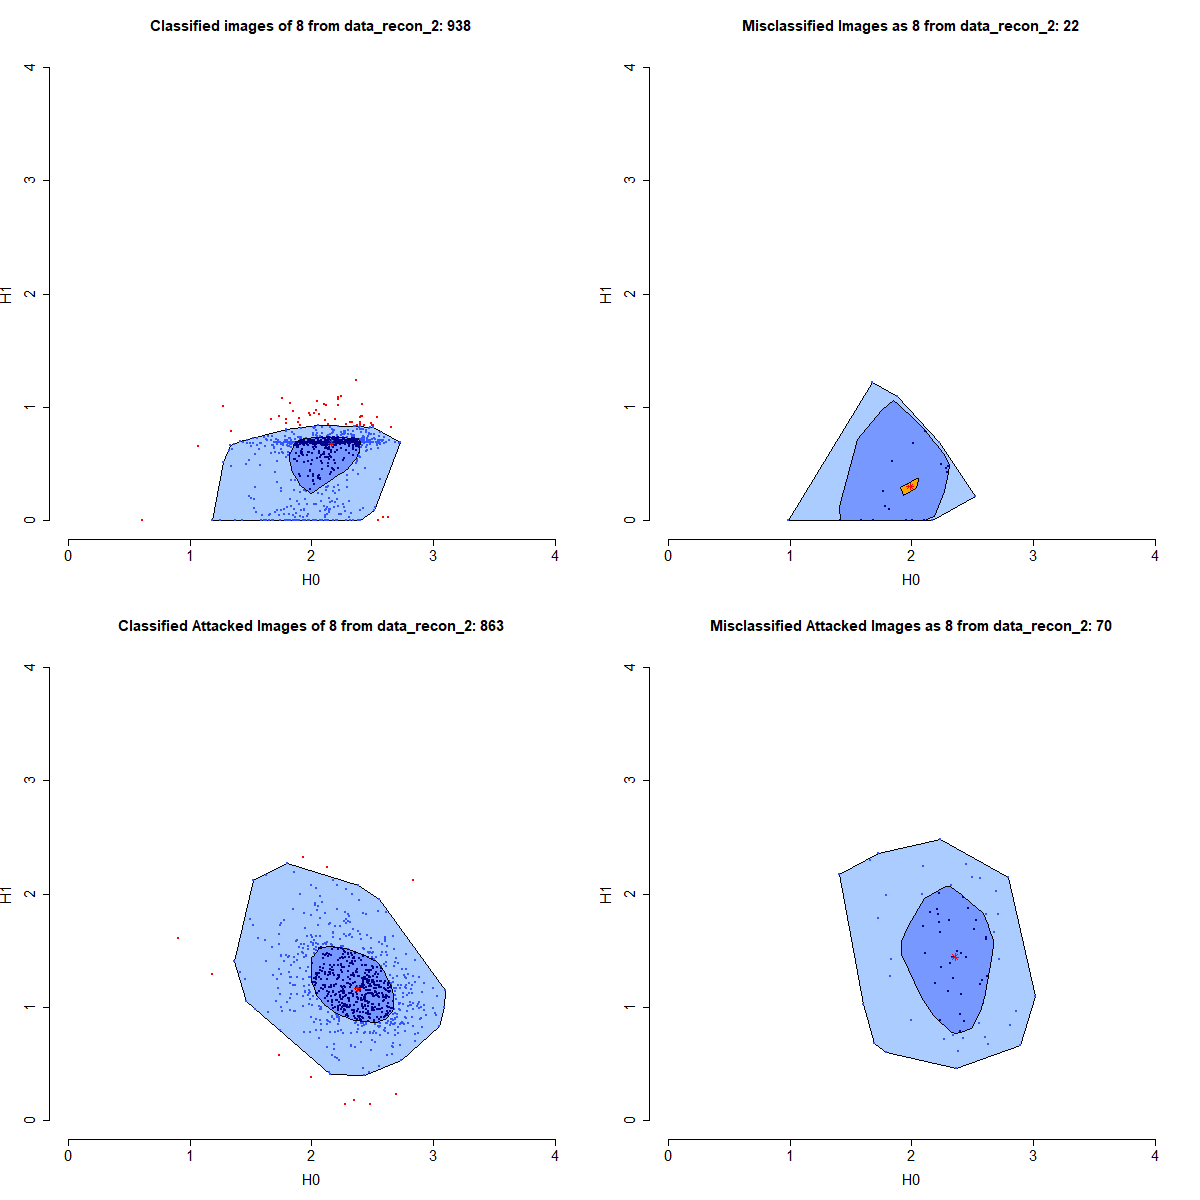 Classified images of 8 from data_recon_2: 938
4
3
2
1
0
H1
0 1 2 3 4
H0
Misclassified Images as 8 from data_recon_2: 22
4
3
2
1
0
H1
0 1 2 3 4
H0
Classified Attacked Images of 8 from data_recon_2: 863
4
3
2
1
0
H1
0 1 2 3 4
H0
Misclassified Attacked Images as 8 from data_recon_2: 70
4
3
2
1
0
H1
0 1 2 3 4
H0